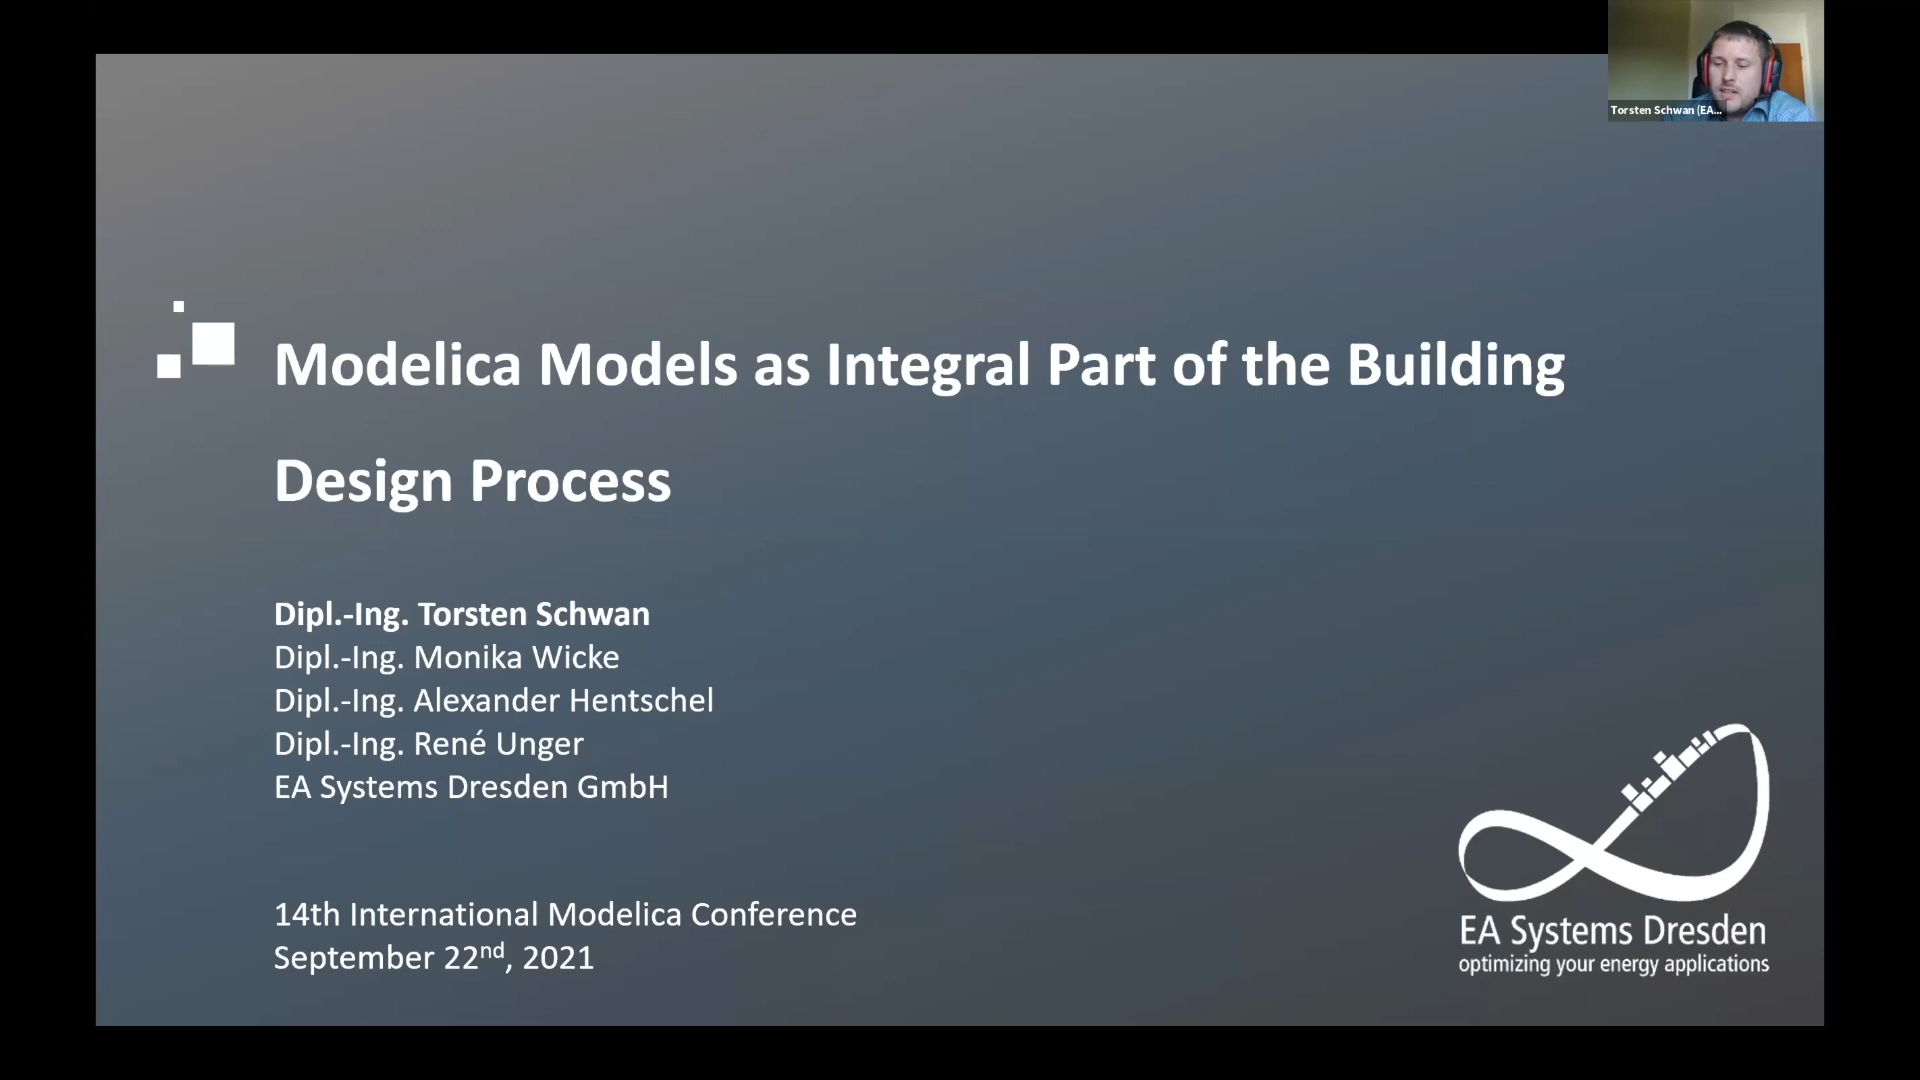 Torsten Schwan (EA...
Modelica Models as Integral Part of the Building
Design Process
Dipl.-Ing. Torsten Schwan
Dipl.-Ing. Monika Wicke
Dipl.-Ing. Alexander Hentschel
Dipl.-Ing. René Unger
EA Systems Dresden GmbH
14th International Modelica Conference
September 22nd, 2021
EA Systems Dresden
optimizing your energy applications